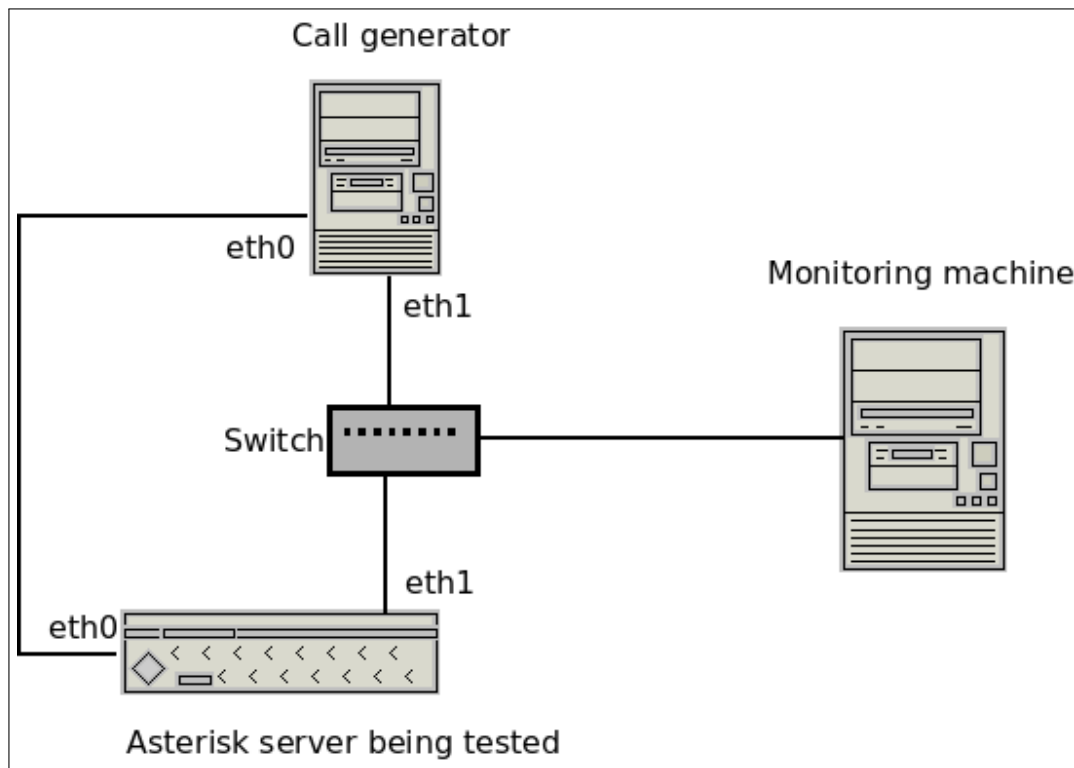 Call generator
eth0
eth1
Monitoring machine
Switch
eth1
eth0
Asterisk server being tested